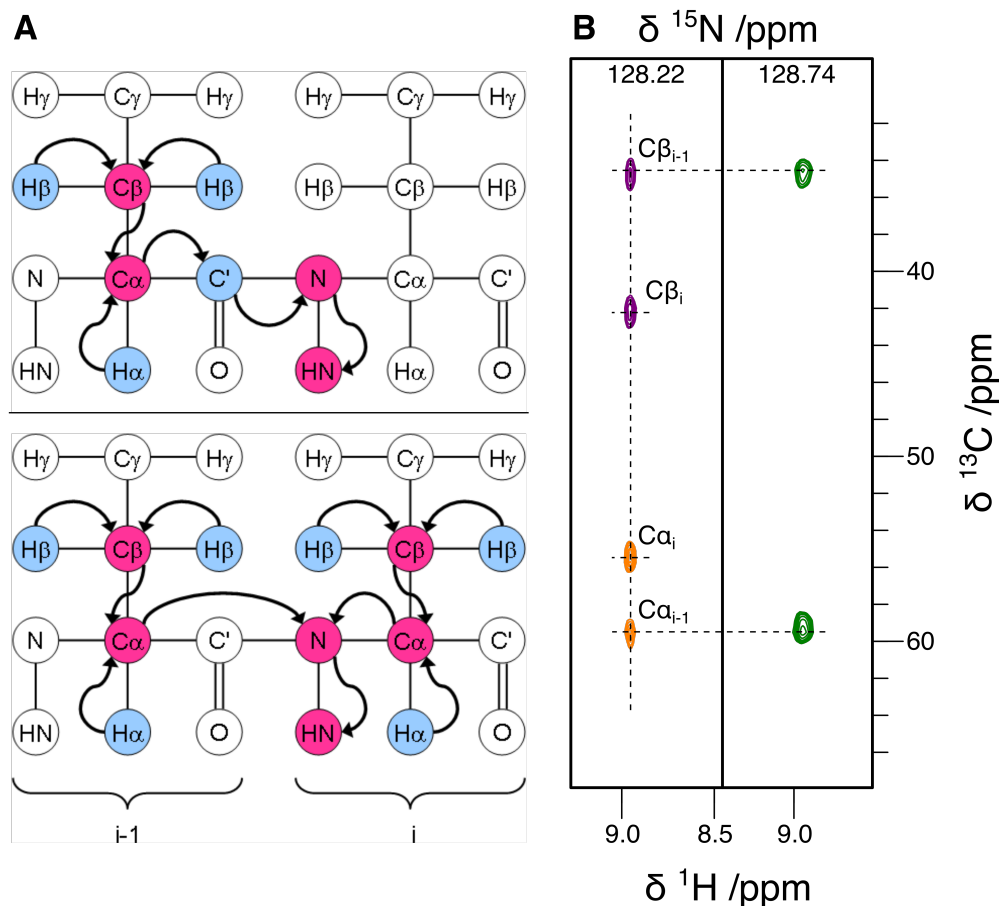 A
Hγ Cγ Hγ Hγ Cγ Hγ
Hβ Cβ Hβ Hβ Cβ Hβ
N Cα C' N Cα C'
HN Hα O HN Hα O
Hγ Cγ Hγ Hγ Cγ Hγ
Hβ Cβ Hβ Hβ Cβ Hβ
N Cα C' N Cα C'
HN Hα O HN Hα O
i-1 i
B δ ¹⁵N /ppm
128.22 128.74
Cβi-1
Cβi
Cαi
Cαi-1
40
50
60
δ ¹³C /ppm
9.0 8.5 9.0
δ ¹H /ppm